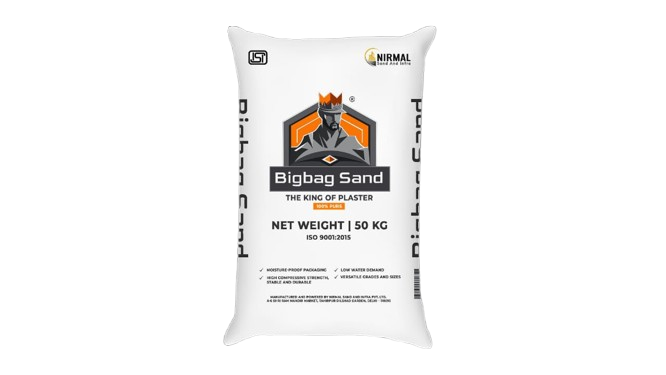 ISI
NIRMAL
Sand And Infra
®
Bigbag Sand
Bigbag Sand
Bigbag Sand
THE KING OF PLASTER
100% PURE
NET WEIGHT | 50 KG
ISO 9001:2015
✓ MOISTURE-PROOF PACKAGING ✓ LOW WATER DEMAND
✓ HIGH COMPRESSIVE STRENGTH, ✓ VERSATILE GRADES AND SIZES
STABLE AND DURABLE
MANUFACTURED AND POWERED BY NIRMAL SAND AND INFRA PVT. LTD.